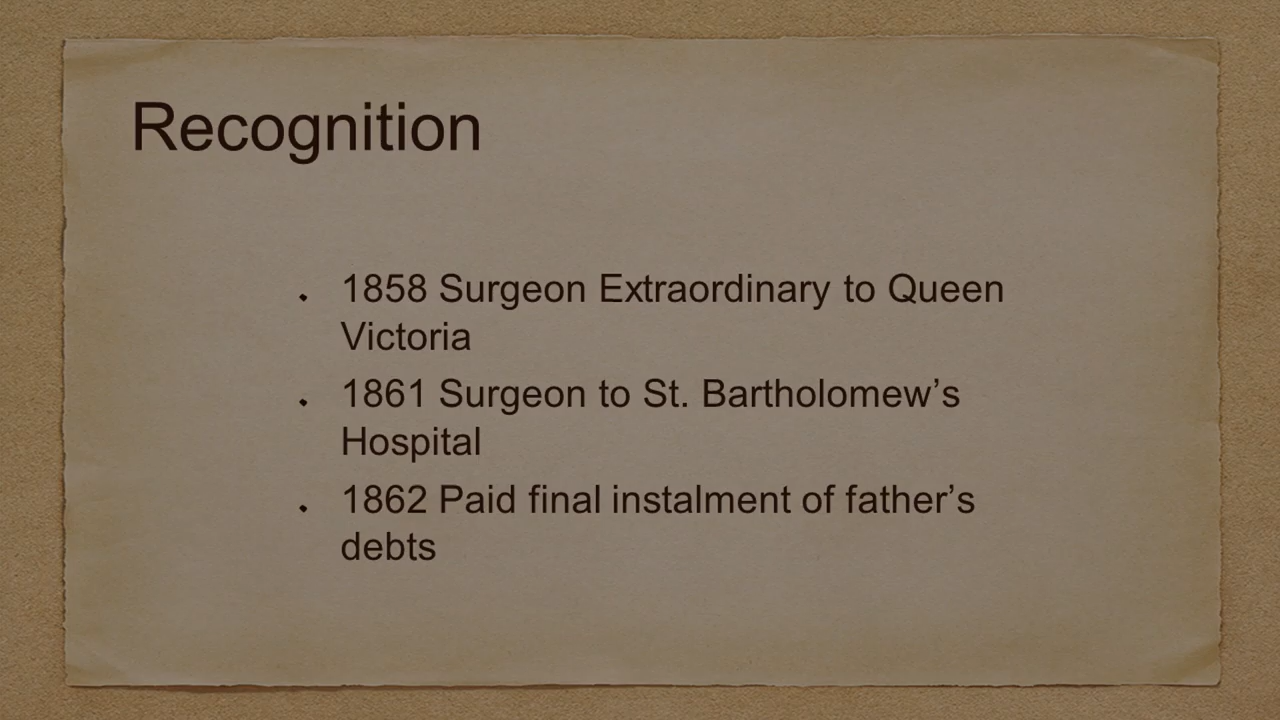 Recognition
. 1858 Surgeon Extraordinary to Queen
Victoria
. 1861 Surgeon to St. Bartholomew’s
Hospital
. 1862 Paid final instalment of father’s
debts